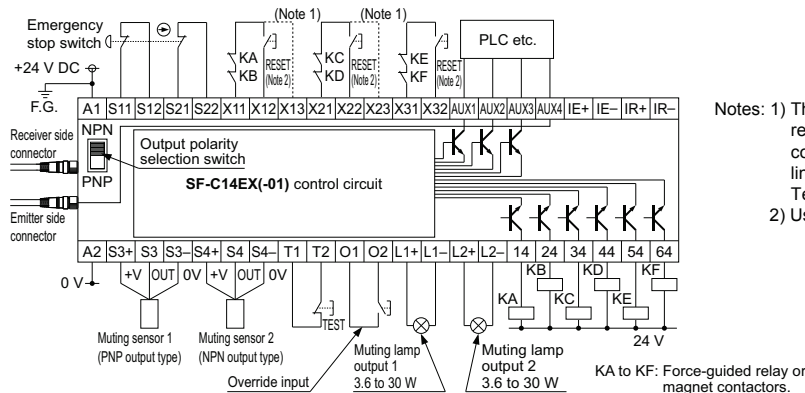 (Note 1) (Note 1)
Emergency
stop switch
+24 V DC
F.G.
KA
KB
RESET
(Note 2)
KC
KD
RESET
(Note 2)
KE
KF
RESET
(Note 2)
PLC etc.
A1 S11 S12 S21 S22 X11 X12 X13 X21 X22 X23 X31 X32 AUX1 AUX2 AUX3 AUX4 IE+ IE– IR+ IR–
Receiver side
connector
NPN
PNP
Output polarity
selection switch
SF-C14EX(-01) control circuit
Emitter side
connector
A2 S3+ S3 S3– S4+ S4 S4– T1 T2 O1 O2 L1+ L1– L2+ L2– 14 24 34 44 54 64
0 V
+V OUT 0V +V OUT 0V
KA KB KC KD KE KF
TEST
24 V
Muting sensor 1
(PNP output type)
Muting sensor 2
(NPN output type)
Override input
Muting lamp
output 1
3.6 to 30 W
Muting lamp
output 2
3.6 to 30 W
KA to KF: Force-guided relay or
magnet contactors.
Notes: 1) Th
re
co
lin
Te
2) Us